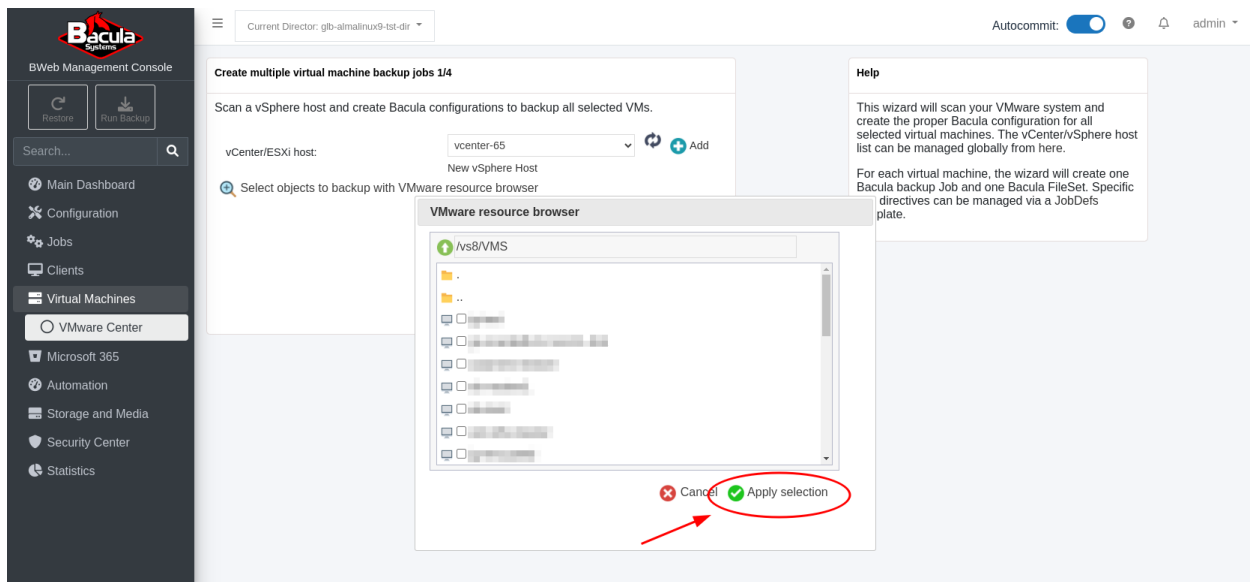 Bacula
Systems
BWeb Management Console
Restore
Run Backup
Search...
Main Dashboard
Configuration
Jobs
Clients
Virtual Machines
VMware Center
Microsoft 365
Automation
Storage and Media
Security Center
Statistics
Current Director: glb-almalinux9-tst-dir
Autocommit:
admin
Create multiple virtual machine backup jobs 1/4
Scan a vSphere host and create Bacula configurations to backup all selected VMs.
vCenter/ESXi host:
vcenter-65
Add
New vSphere Host
Select objects to backup with VMware resource browser
VMware resource browser
/vs8/VMS
.
..
Cancel
Apply selection
Help
This wizard will scan your VMware system and
create the proper Bacula configuration for all
selected virtual machines. The vCenter/vSphere host
list can be managed globally from here.
For each virtual machine, the wizard will create one
Bacula backup Job and one Bacula FileSet. Specific
directives can be managed via a JobDefs
plate.